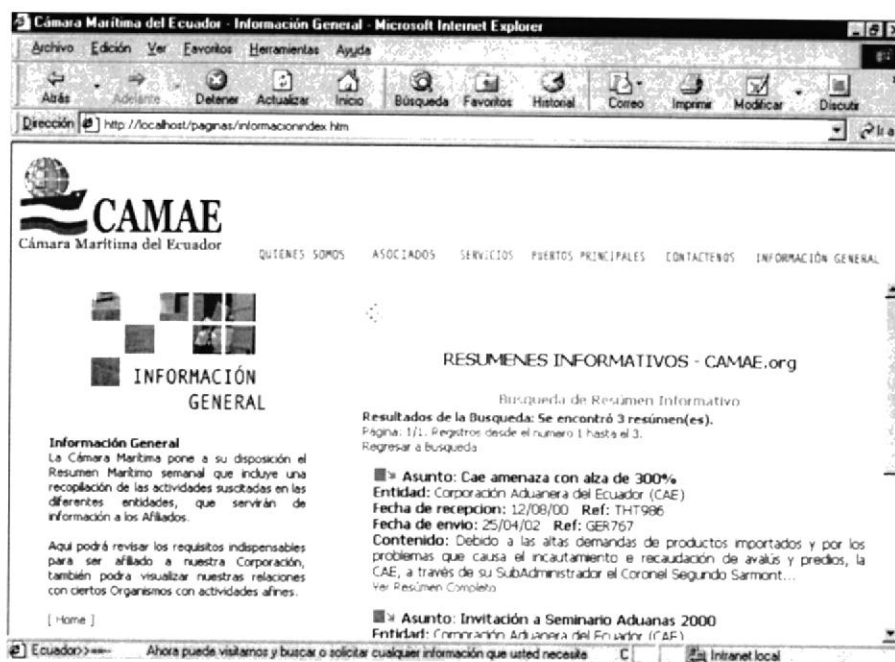 Cámara Marítima del Ecuador - Información General - Microsoft Internet Explorer
Archivo Edición Ver Favoritos Herramientas Ayuda
Atrás Adelante Detener Actualizar Inicio Búsqueda Favoritos Historial Correo Imprimir Modificar Discutir
Dirección http://localhost/paginas/informacionindex.htm Ir a
CAMAE
Cámara Marítima del Ecuador
QUIENES SOMOS ASOCIADOS SERVICIOS PUERTOS PRINCIPALES CONTACTENOS INFORMACIÓN GENERAL
INFORMACIÓN
GENERAL
Información General
La Cámara Marítima pone a su disposición el
Resumen Marítimo semanal que incluye una
recopilación de las actividades suscitadas en las
diferentes entidades, que servirán de
información a los Afiliados.
Aqui podrá revisar los requisitos indispensables
para ser afiliado a nuestra Corporación,
también podra visualizar nuestras relaciones
con ciertos Organismos con actividades afines.
[ Home ]
RESUMENES INFORMATIVOS - CAMAE.org
Busqueda de Resúmen Informativo
Resultados de la Busqueda: Se encontró 3 resúmen(es).
Página: 1/1. Registros desde el numero 1 hasta el 3.
Regresar a Busqueda
Asunto: Cae amenaza con alza de 300%
Entidad: Corporación Aduanera del Ecuador (CAE)
Fecha de recepcion: 12/08/00 Ref: THT986
Fecha de envio: 25/04/02 Ref: GER767
Contenido: Debido a las altas demandas de productos importados y por los
problemas que causa el incautamiento e recaudación de avalús y predios, la
CAE, a través de su SubAdministrador el Coronel Segundo Sarmont...
Ver Resúmen Completo
Asunto: Invitación a Seminario Aduanas 2000
Entidad: Corporación Aduanera del Ecuador (CAE)
Ecuador>>==- Ahora puede visitarnos y buscar o solicitar cualquier información que usted necesite C Intranet local